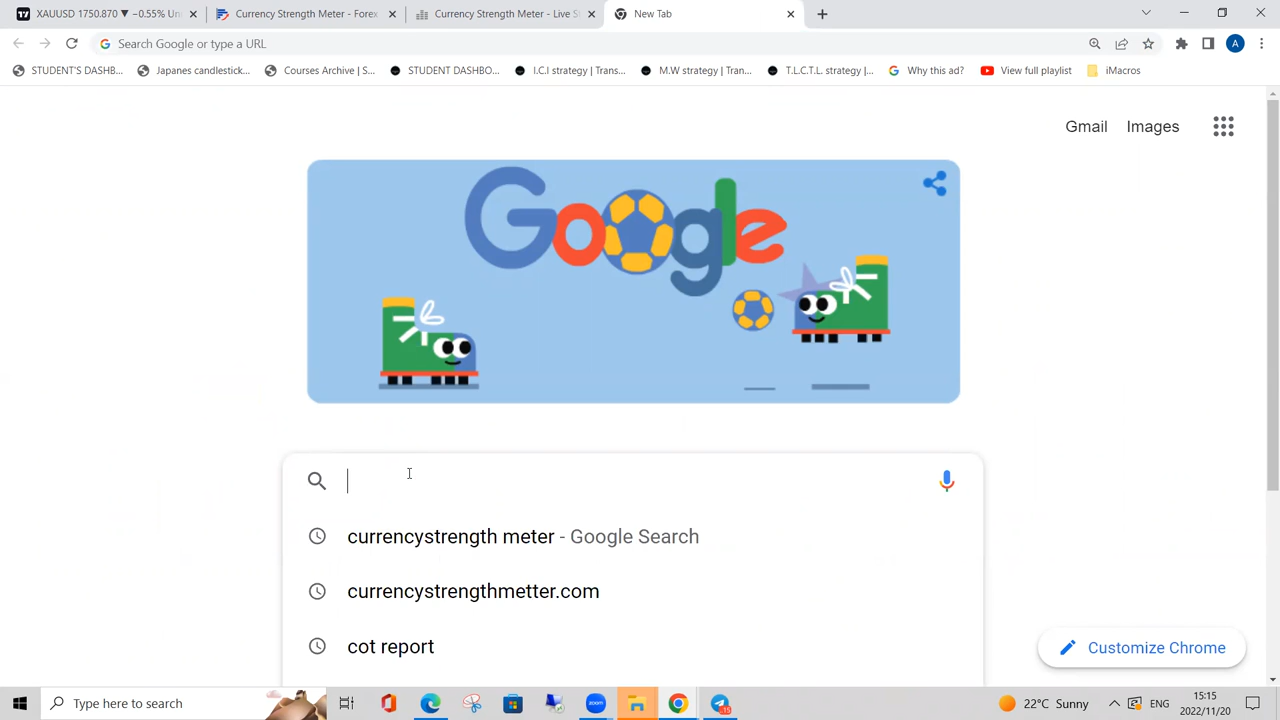 XAUUSD 1750.870 ▼ −0.55% Un
Currency Strength Meter - Forex
Currency Strength Meter - Live S
New Tab
Search Google or type a URL
A
STUDENT'S DASHB...
Japanes candlestick...
Courses Archive | S...
STUDENT DASHBO...
I.C.I strategy | Trans...
M.W strategy | Tran...
T.L.C.T.L. strategy |...
Why this ad?
View full playlist
iMacros
Gmail
Images
Google
currencystrength meter - Google Search
currencystrengthmetter.com
cot report
Customize Chrome
Type here to search
zoom
15
22°C Sunny
ENG
15:15
2022/11/20